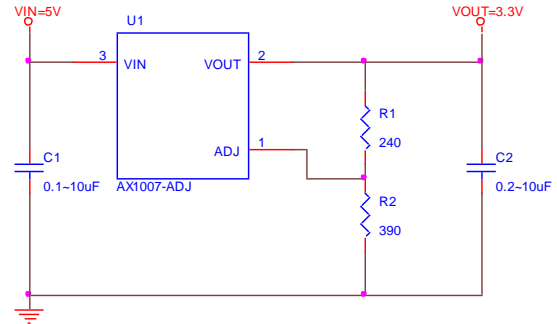 VIN=5V
VOUT=3.3V
U1
3
VIN
VOUT
2
R1
240
ADJ
1
C1
0.1~10uF
AX1007-ADJ
C2
0.2~10uF
R2
390